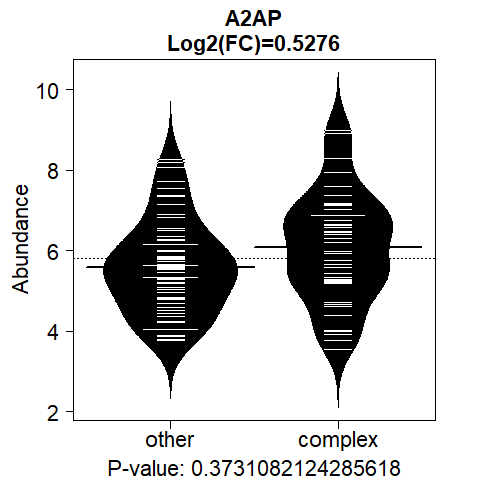 A2AP
Log2(FC)=0.5276
Abundance
10
8
6
4
2
other
complex
P-value: 0.3731082124285618